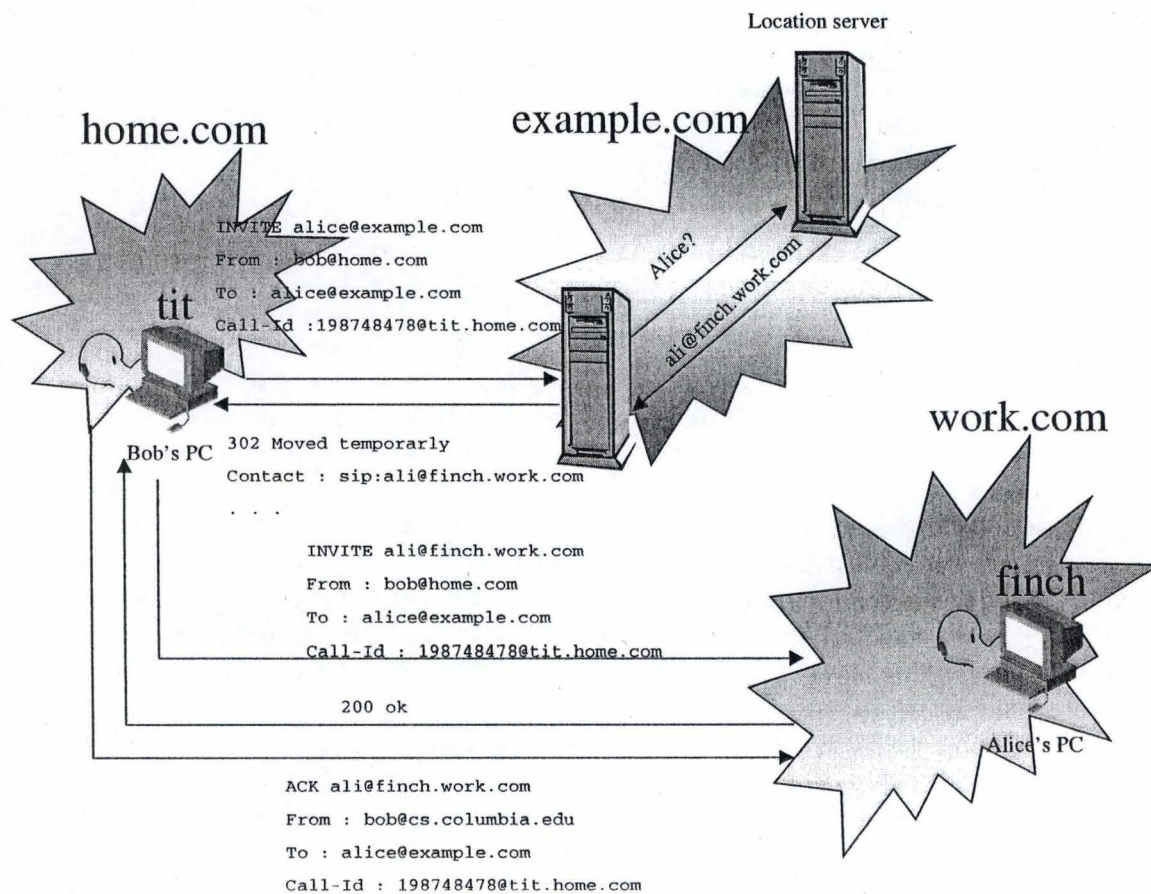 Location server
home.com
example.com
INVITE alice@example.com
From : bob@home.com
To : alice@example.com
Call-Id :198748478@tit.home.com
tit
Bob's PC
Alice?
ali@finch.work.com
302 Moved temporarly
Contact : sip:ali@finch.work.com
. . .
work.com
INVITE ali@finch.work.com
From : bob@home.com
To : alice@example.com
Call-Id : 198748478@tit.home.com
finch
Alice's PC
200 ok
ACK ali@finch.work.com
From : bob@cs.columbia.edu
To : alice@example.com
Call-Id : 198748478@tit.home.com